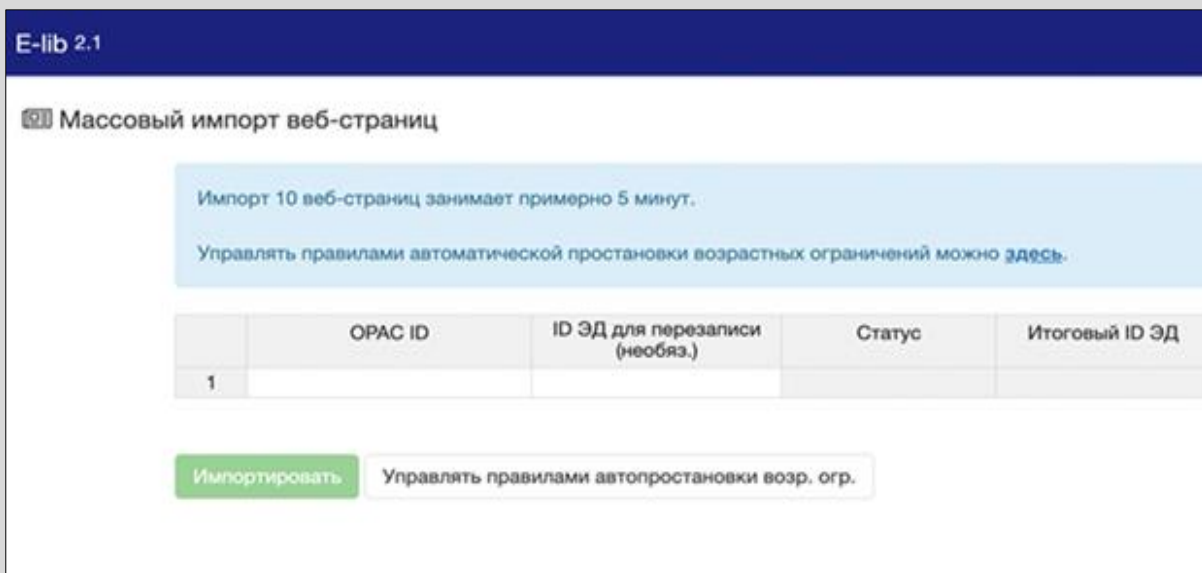 E-lib 2.1
Массовый импорт веб-страниц
Импорт 10 веб-страниц занимает примерно 5 минут.
Управлять правилами автоматической простановки возрастных ограничений можно здесь.
OPAC ID
ID ЭД для перезаписи
(необяз.)
Статус
Итоговый ID ЭД
1
Импортировать
Управлять правилами автопростановки возр. огр.